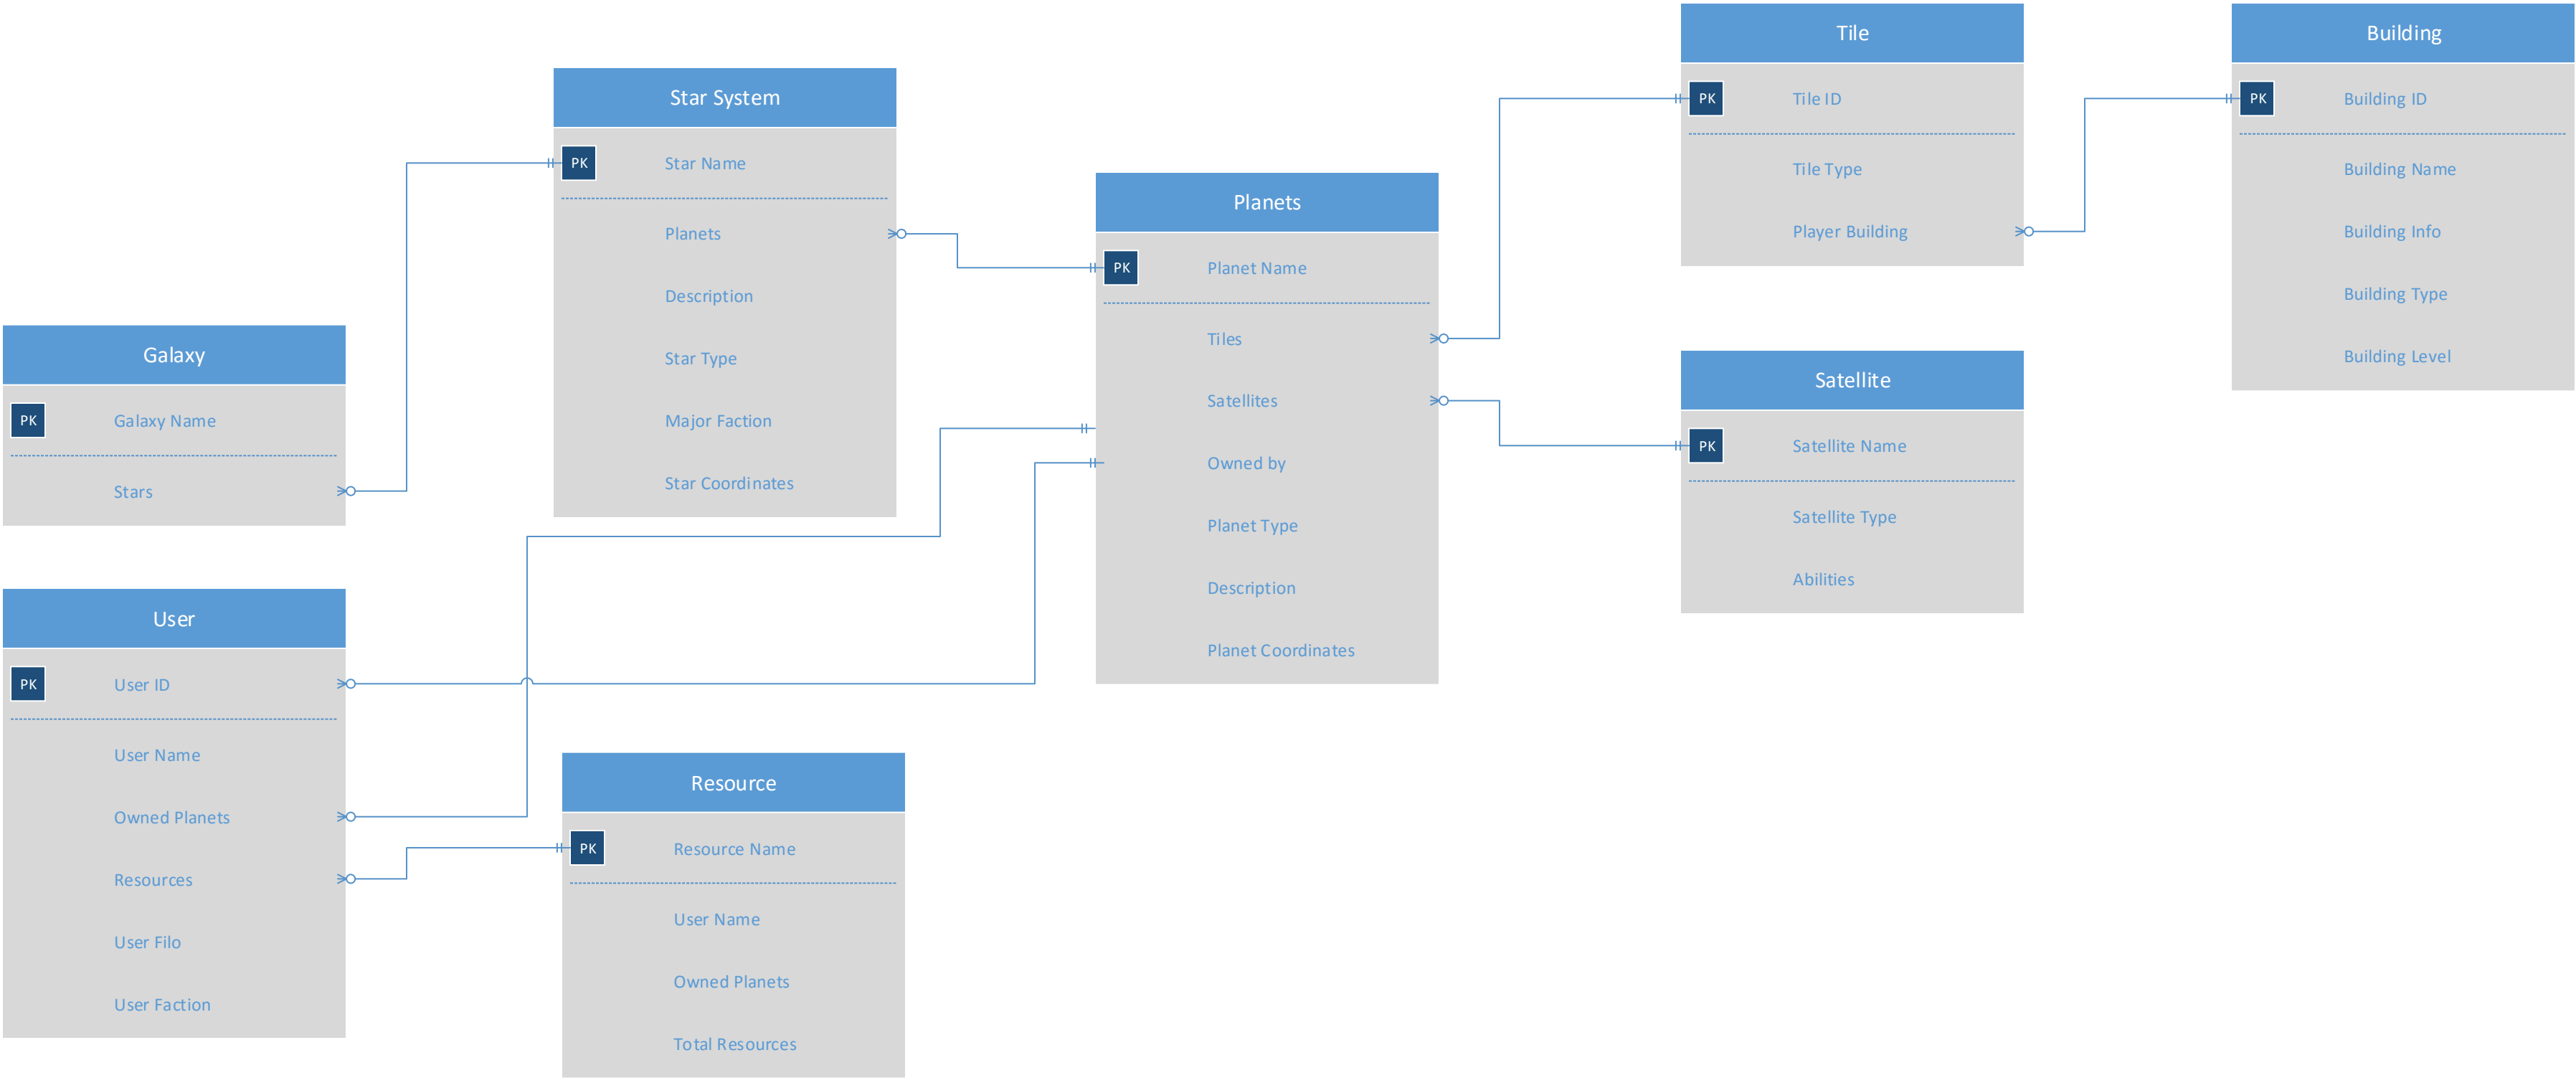 Galaxy
PK Galaxy Name
Stars
User
PK User ID
User Name
Owned Planets
Resources
User Filo
User Faction
Star System
PK Star Name
Planets
Description
Star Type
Major Faction
Star Coordinates
Resource
PK Resource Name
User Name
Owned Planets
Total Resources
Planets
PK Planet Name
Tiles
Satellites
Owned by
Planet Type
Description
Planet Coordinates
Tile
PK Tile ID
Tile Type
Player Building
Satellite
PK Satellite Name
Satellite Type
Abilities
Building
PK Building ID
Building Name
Building Info
Building Type
Building Level